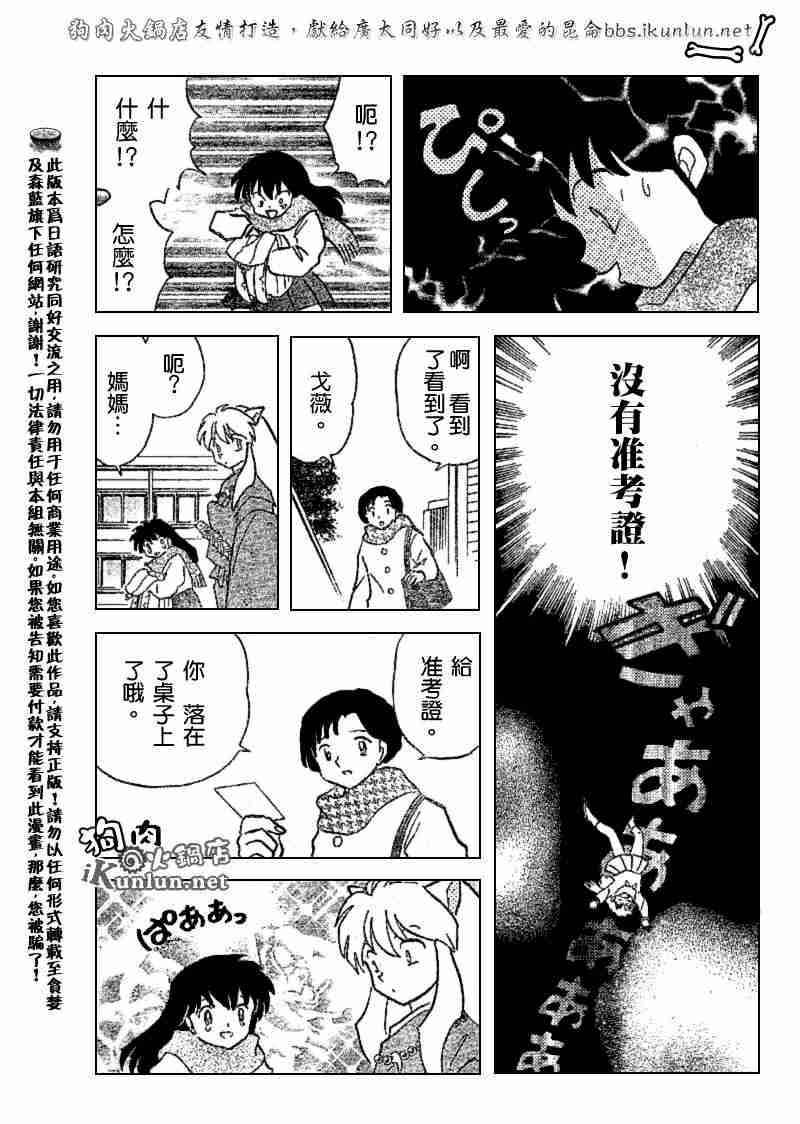 狗肉火鍋店友情打造，獻給廣大同好以及最愛的昆侖bbs.ikunlun.net
此版本爲日語研究同好交流之用，請勿用于任何商業用途。如您喜歡此作品，請支持正版！請勿以任何形式轉載至貪婪
及森藍旗下任何網站，謝謝！一切法律責任與本組無關。如果您被告知需要付款才能看到此漫畫，那麽，您被騙了！
ぴしっ
呃!?
什
什麼!?
怎麼!?
沒有准考證！
ぎゃあああああ
啊 看到
了看到了。
戈薇。
呃？
媽媽…
給
准考證。
你 落在
了桌子上
了哦。
狗肉
火鍋店
iKunlun.net
ぱあぁっ